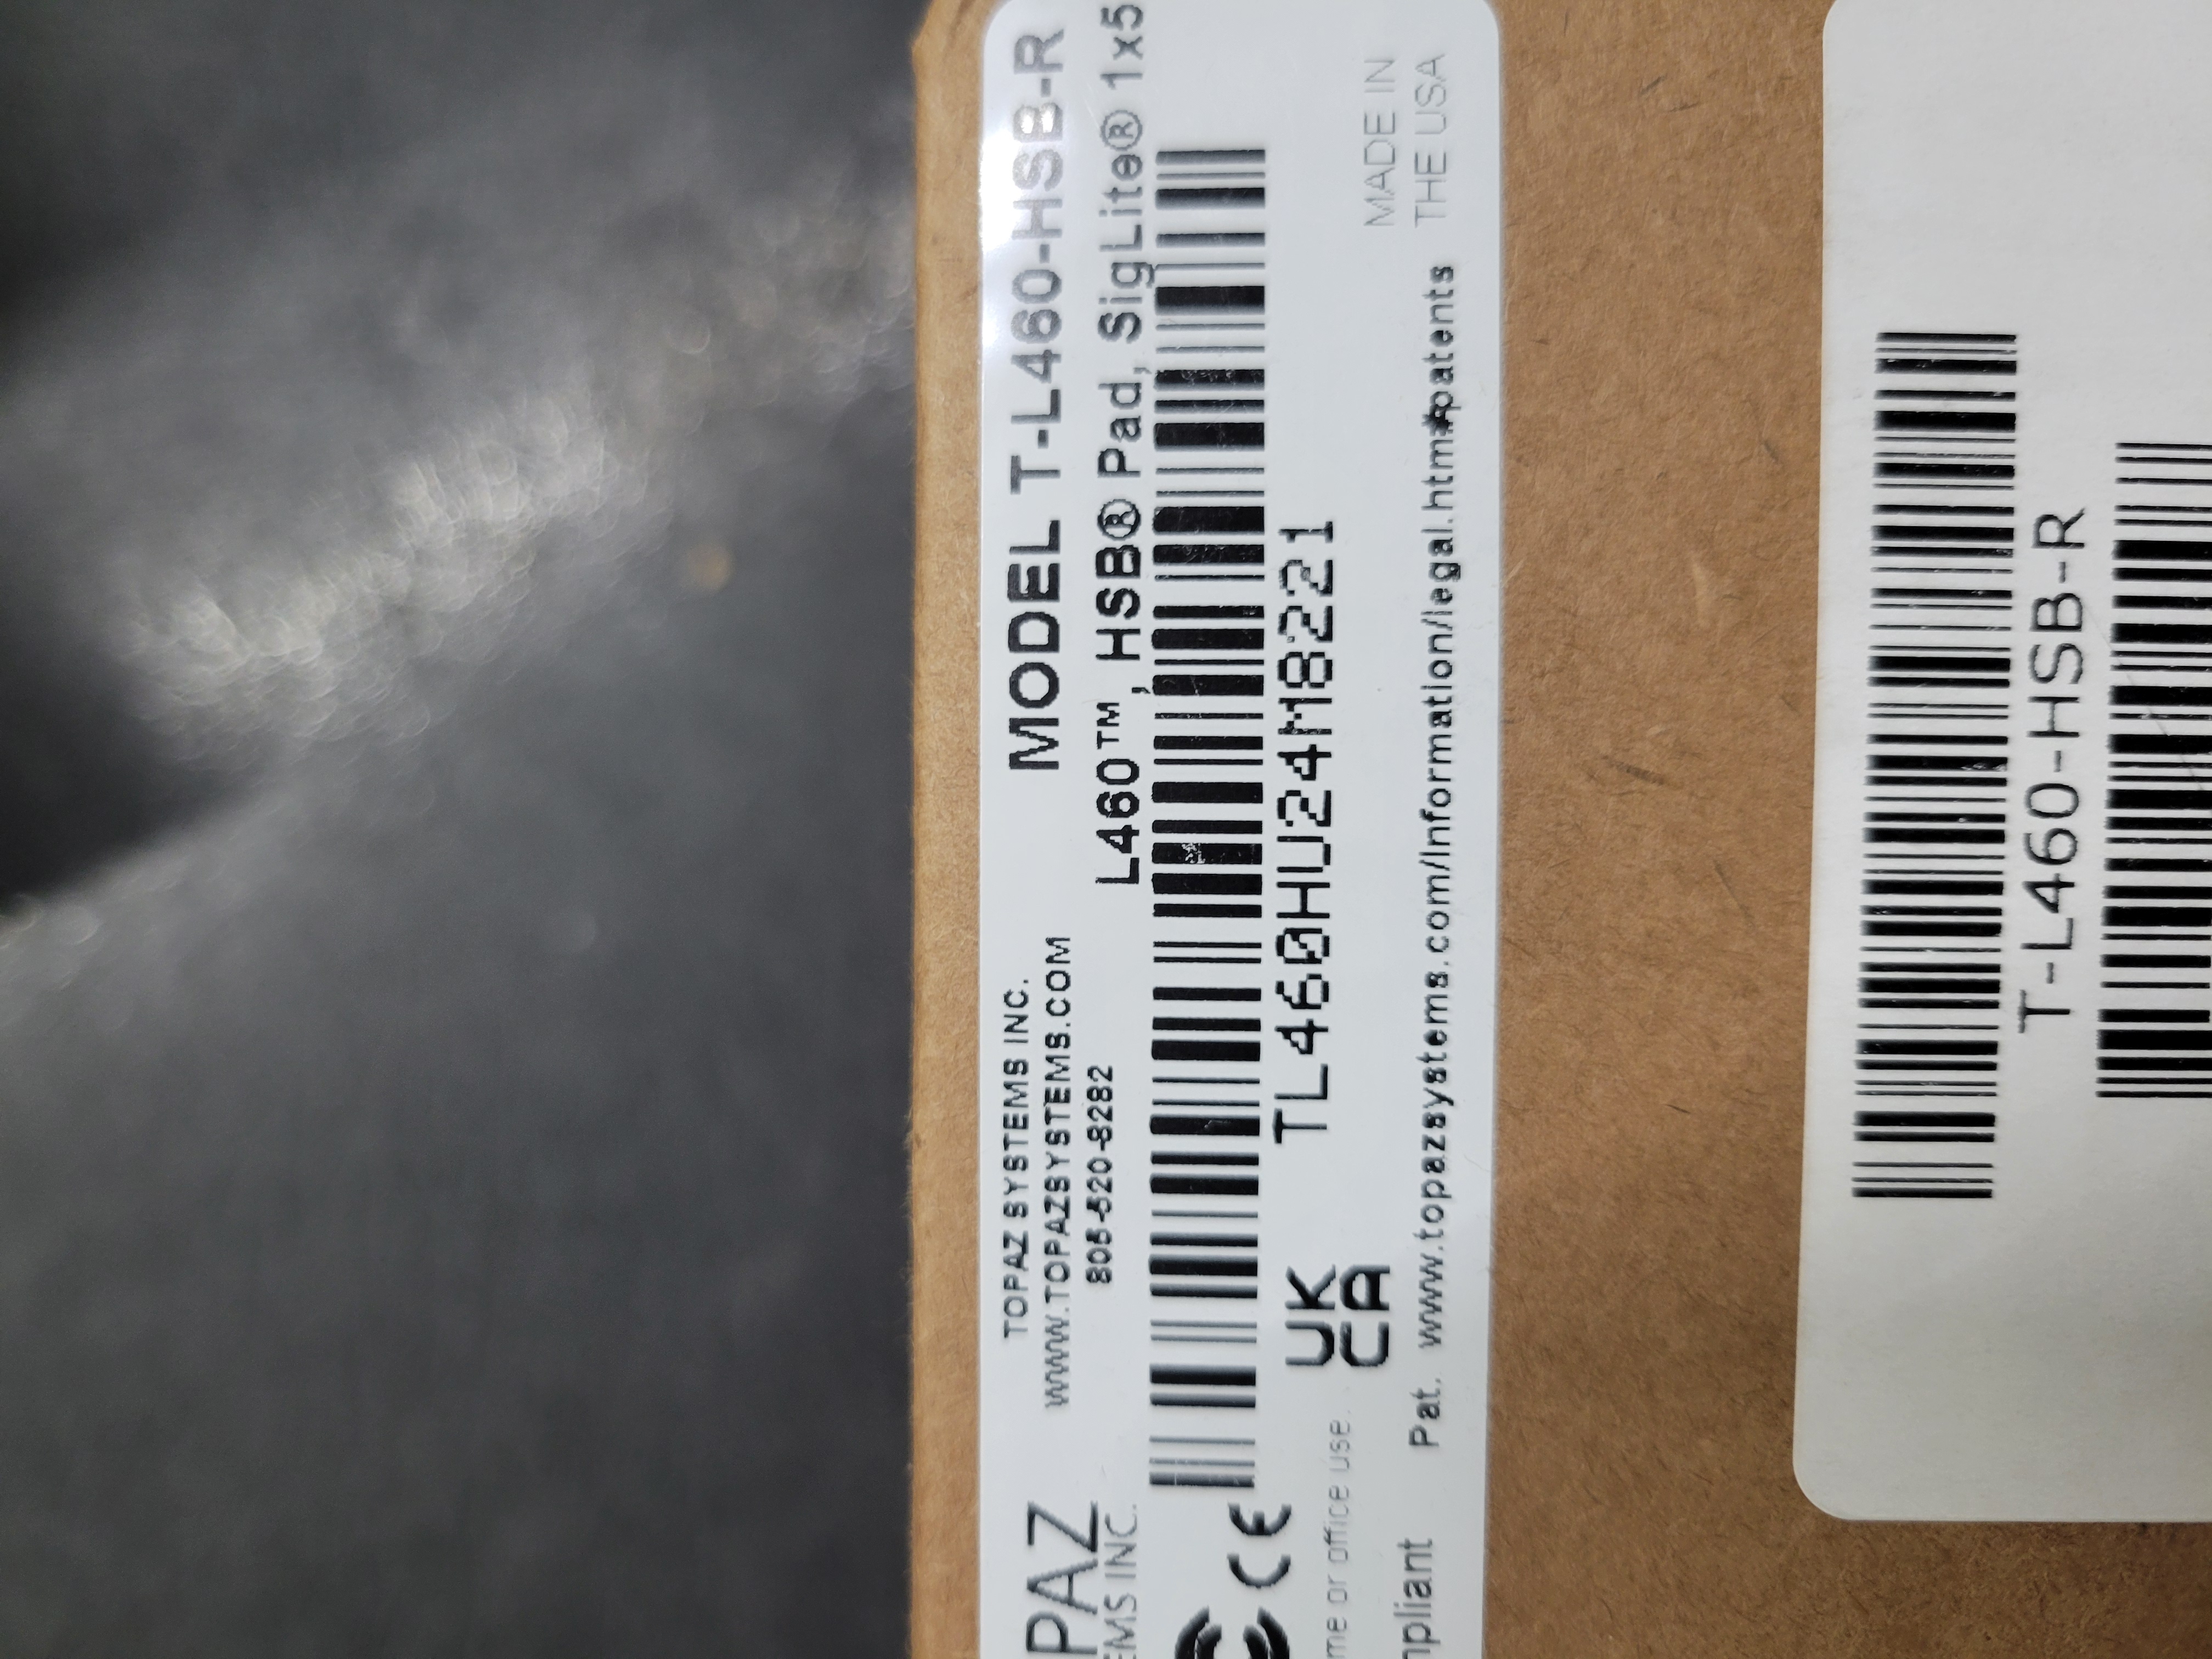 PAZ
EMS INC.
TOPAZ SYSTEMS INC.
WWW.TOPAZSYSTEMS.COM
805-520-8282
MODEL T-L460-HSB-R
L460™, HSB® Pad, SigLite® 1x5
CE
me or office use.
UK
CA
TL460HU24M8221
MADE IN
THE USA
mpliant Pat. www.topazsystems.com/information/legal.htm#patents
T-L460-HSB-R